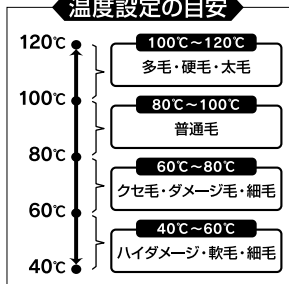 温度設定の目安
120℃
100℃～120℃
多毛・硬毛・太毛
100℃
80℃～100℃
普通毛
80℃
60℃～80℃
クセ毛・ダメージ毛・細毛
60℃
40℃～60℃
ハイダメージ・軟毛・細毛
40℃